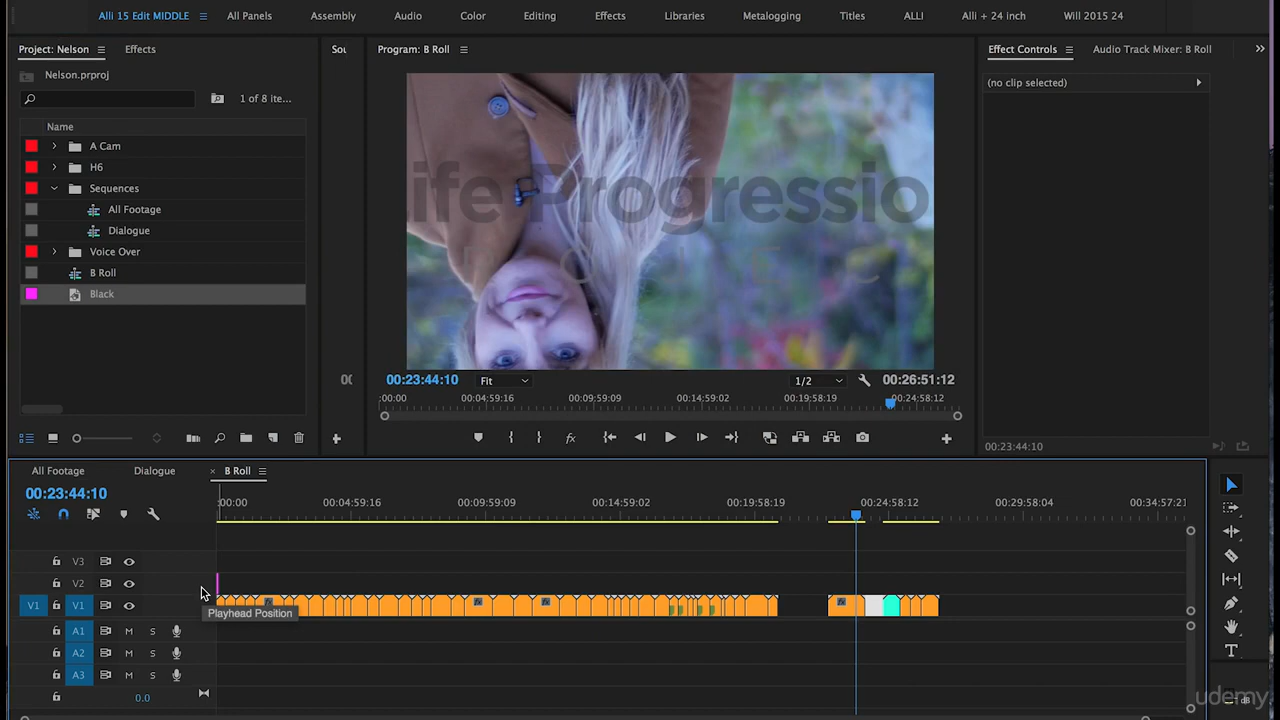 Alli 15 Edit MIDDLE All Panels Assembly Audio Color Editing Effects Libraries Metalogging Titles ALLI Alli + 24 inch Will 2015 24
Project: Nelson Effects Sou Program: B Roll Effect Controls Audio Track Mixer: B Roll
Nelson.prproj (no clip selected)
1 of 8 ite...
Name
A Cam
H6
Sequences
ife Progressio
All Footage
Dialogue
Voice Over
B Roll
Black
00:23:44:10 Fit 1/2 00:26:51:12
:00:00 00:04:59:16 00:09:59:09 00:14:59:02 00:19:58:19 00:24:58:12
fx
00:23:44:10
All Footage Dialogue × B Roll
00:23:44:10
:00:00 00:04:59:16 00:09:59:09 00:14:59:02 00:19:58:19 00:24:58:12 00:29:58:04 00:34:57:21
V3
V2
V1 V1
Playhead Position
A1 M S
A2 M S
A3 M S
0.0
udemy
dB